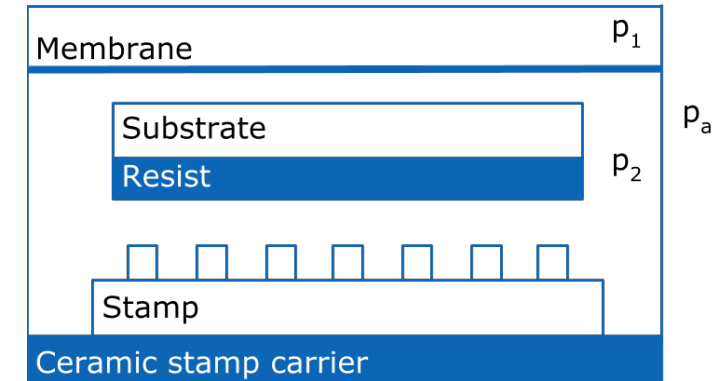 Membrane
p₁
Substrate
pₐ
Resist
p₂
Stamp
Ceramic stamp carrier